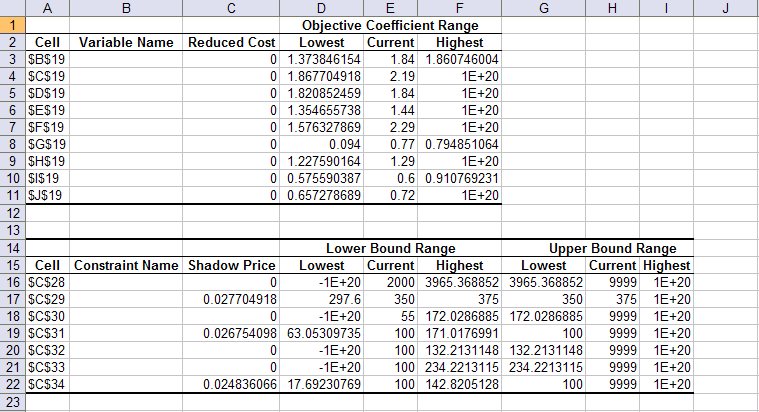 A B C D E F G H I J
1 Objective Coefficient Range
2 Cell Variable Name Reduced Cost Lowest Current Highest
3 $B$19 0 1.373846154 1.84 1.860746004
4 $C$19 0 1.867704918 2.19 1E+20
5 $D$19 0 1.820852459 1.84 1E+20
6 $E$19 0 1.354655738 1.44 1E+20
7 $F$19 0 1.576327869 2.29 1E+20
8 $G$19 0 0.094 0.77 0.794851064
9 $H$19 0 1.227590164 1.29 1E+20
10 $I$19 0 0.575590387 0.6 0.910769231
11 $J$19 0 0.657278689 0.72 1E+20
12
13
14 Lower Bound Range Upper Bound Range
15 Cell Constraint Name Shadow Price Lowest Current Highest Lowest Current Highest
16 $C$28 0 -1E+20 2000 3965.368852 3965.368852 9999 1E+20
17 $C$29 0.027704918 297.6 350 375 350 375 1E+20
18 $C$30 0 -1E+20 55 172.0286885 172.0286885 9999 1E+20
19 $C$31 0.026754098 63.05309735 100 171.0176991 100 9999 1E+20
20 $C$32 0 -1E+20 100 132.2131148 132.2131148 9999 1E+20
21 $C$33 0 -1E+20 100 234.2213115 234.2213115 9999 1E+20
22 $C$34 0.024836066 17.69230769 100 142.8205128 100 9999 1E+20
23